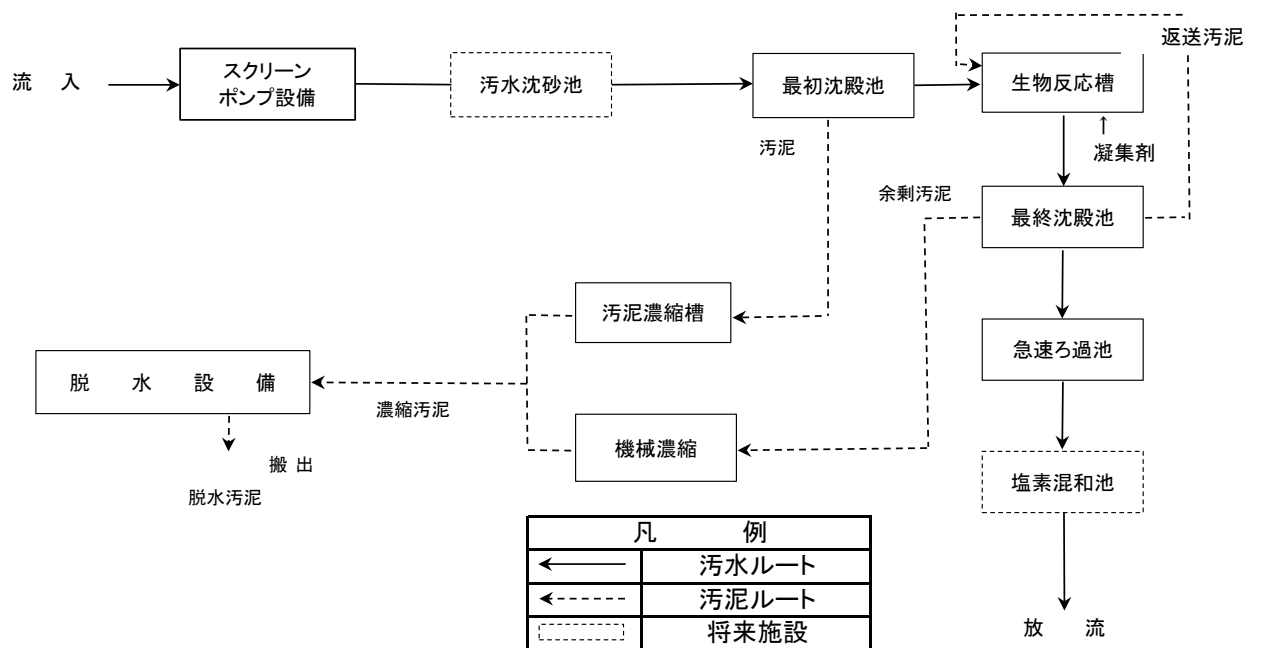 返送汚泥
流　入
スクリーン
ポンプ設備
汚水沈砂池
最初沈殿池
生物反応槽
汚泥
↑
凝集剤
余剰汚泥
最終沈殿池
汚泥濃縮槽
急速ろ過池
脱　水　設　備
濃縮汚泥
機械濃縮
搬 出
脱水汚泥
塩素混和池
凡　例
汚水ルート
汚泥ルート
将来施設
放　流